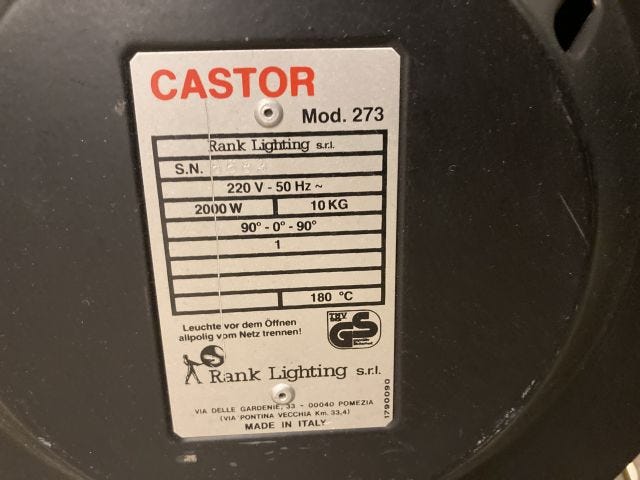 CASTOR
Mod. 273
Rank Lighting s.r.l.
S.N.
220 V - 50 Hz ~
2000 W 10 KG
90° - 0° - 90°
1
180 °C
Leuchte vor dem Öffnen
allpolig vom Netz trennen!
TÜV
GS
Rank Lighting s.r.l.
VIA DELLE GARDENIE, 33 - 00040 POMEZIA
(VIA PONTINA VECCHIA Km. 33,4)
MADE IN ITALY
1790090